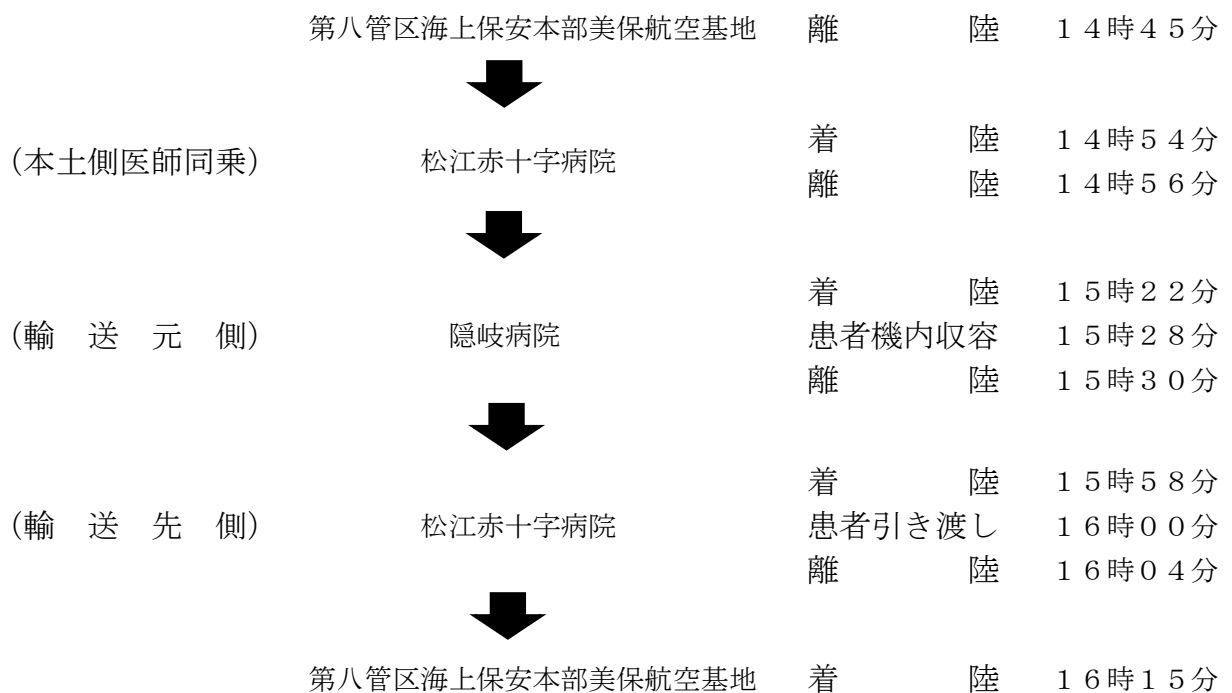 第八管区海上保安本部美保航空基地 離 陸 １４時４５分
着 陸 １４時５４分
(本土側医師同乗) 松江赤十字病院
離 陸 １４時５６分
着 陸 １５時２２分
(輸 送 元 側) 隠岐病院 患者機内収容 １５時２８分
離 陸 １５時３０分
着 陸 １５時５８分
(輸 送 先 側) 松江赤十字病院 患者引き渡し １６時００分
離 陸 １６時０４分
第八管区海上保安本部美保航空基地 着 陸 １６時１５分